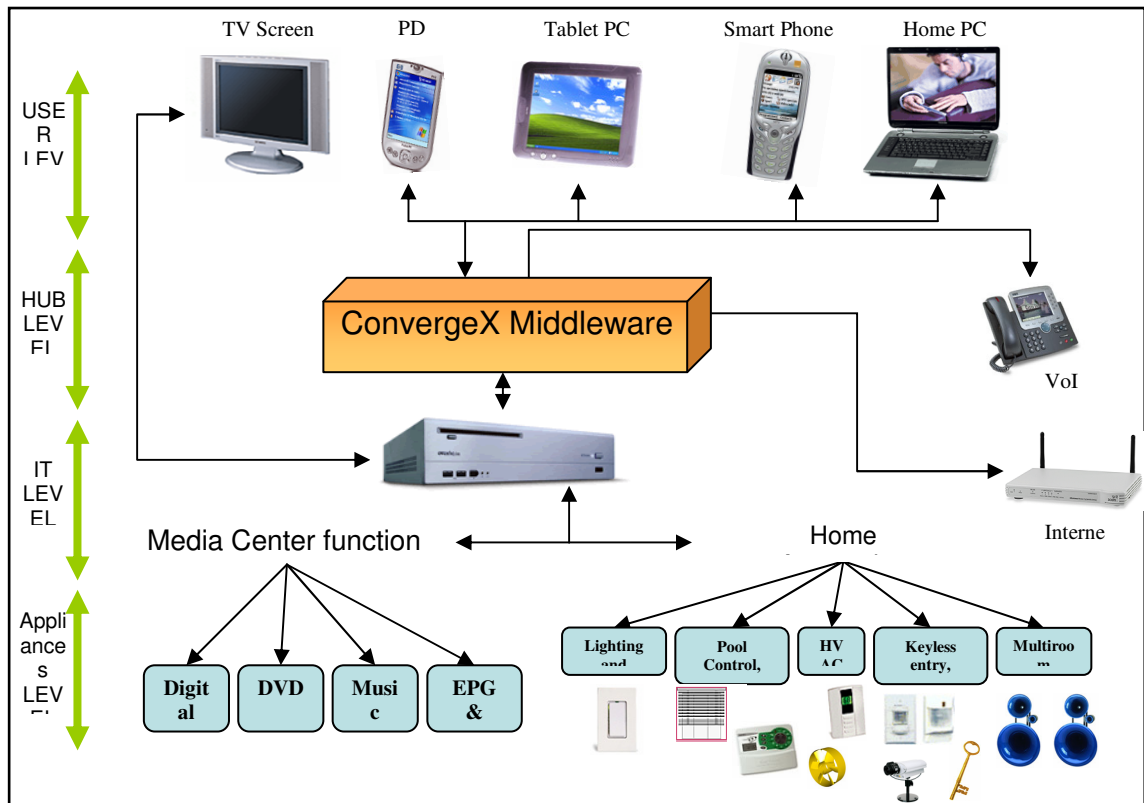 TV Screen
PD
Tablet PC
Smart Phone
Home PC
USE
R
HUB
LEV
ConvergeX Middleware
VoI
IT
LEV
EL
Interne
Media Center function
Home
Appli
ance
s
LEV
Digit
al
DVD
Musi
c
EPG
&
Lighting
and
Pool
Control,
HV
AC
Keyless
entry,
Multiroo
m